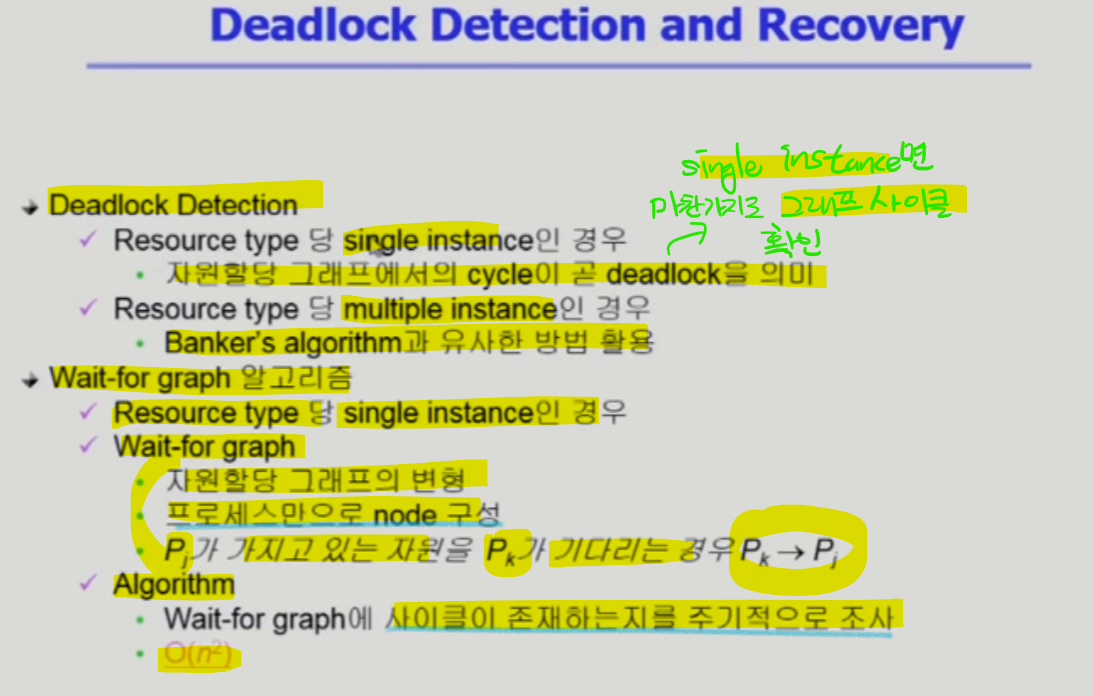 Deadlock Detection and Recovery
single instance면
마찬가지로 그래프 사이클
확인
Deadlock Detection
✓ Resource type 당 single instance인 경우
• 자원할당 그래프에서의 cycle이 곧 deadlock을 의미
✓ Resource type 당 multiple instance인 경우
• Banker's algorithm과 유사한 방법 활용
Wait-for graph 알고리즘
✓ Resource type 당 single instance인 경우
✓ Wait-for graph
• 자원할당 그래프의 변형
• 프로세스만으로 node 구성
• Pj가 가지고 있는 자원을 Pk가 기다리는 경우 Pk → Pj
✓ Algorithm
• Wait-for graph에 사이클이 존재하는지를 주기적으로 조사
• O(n²)